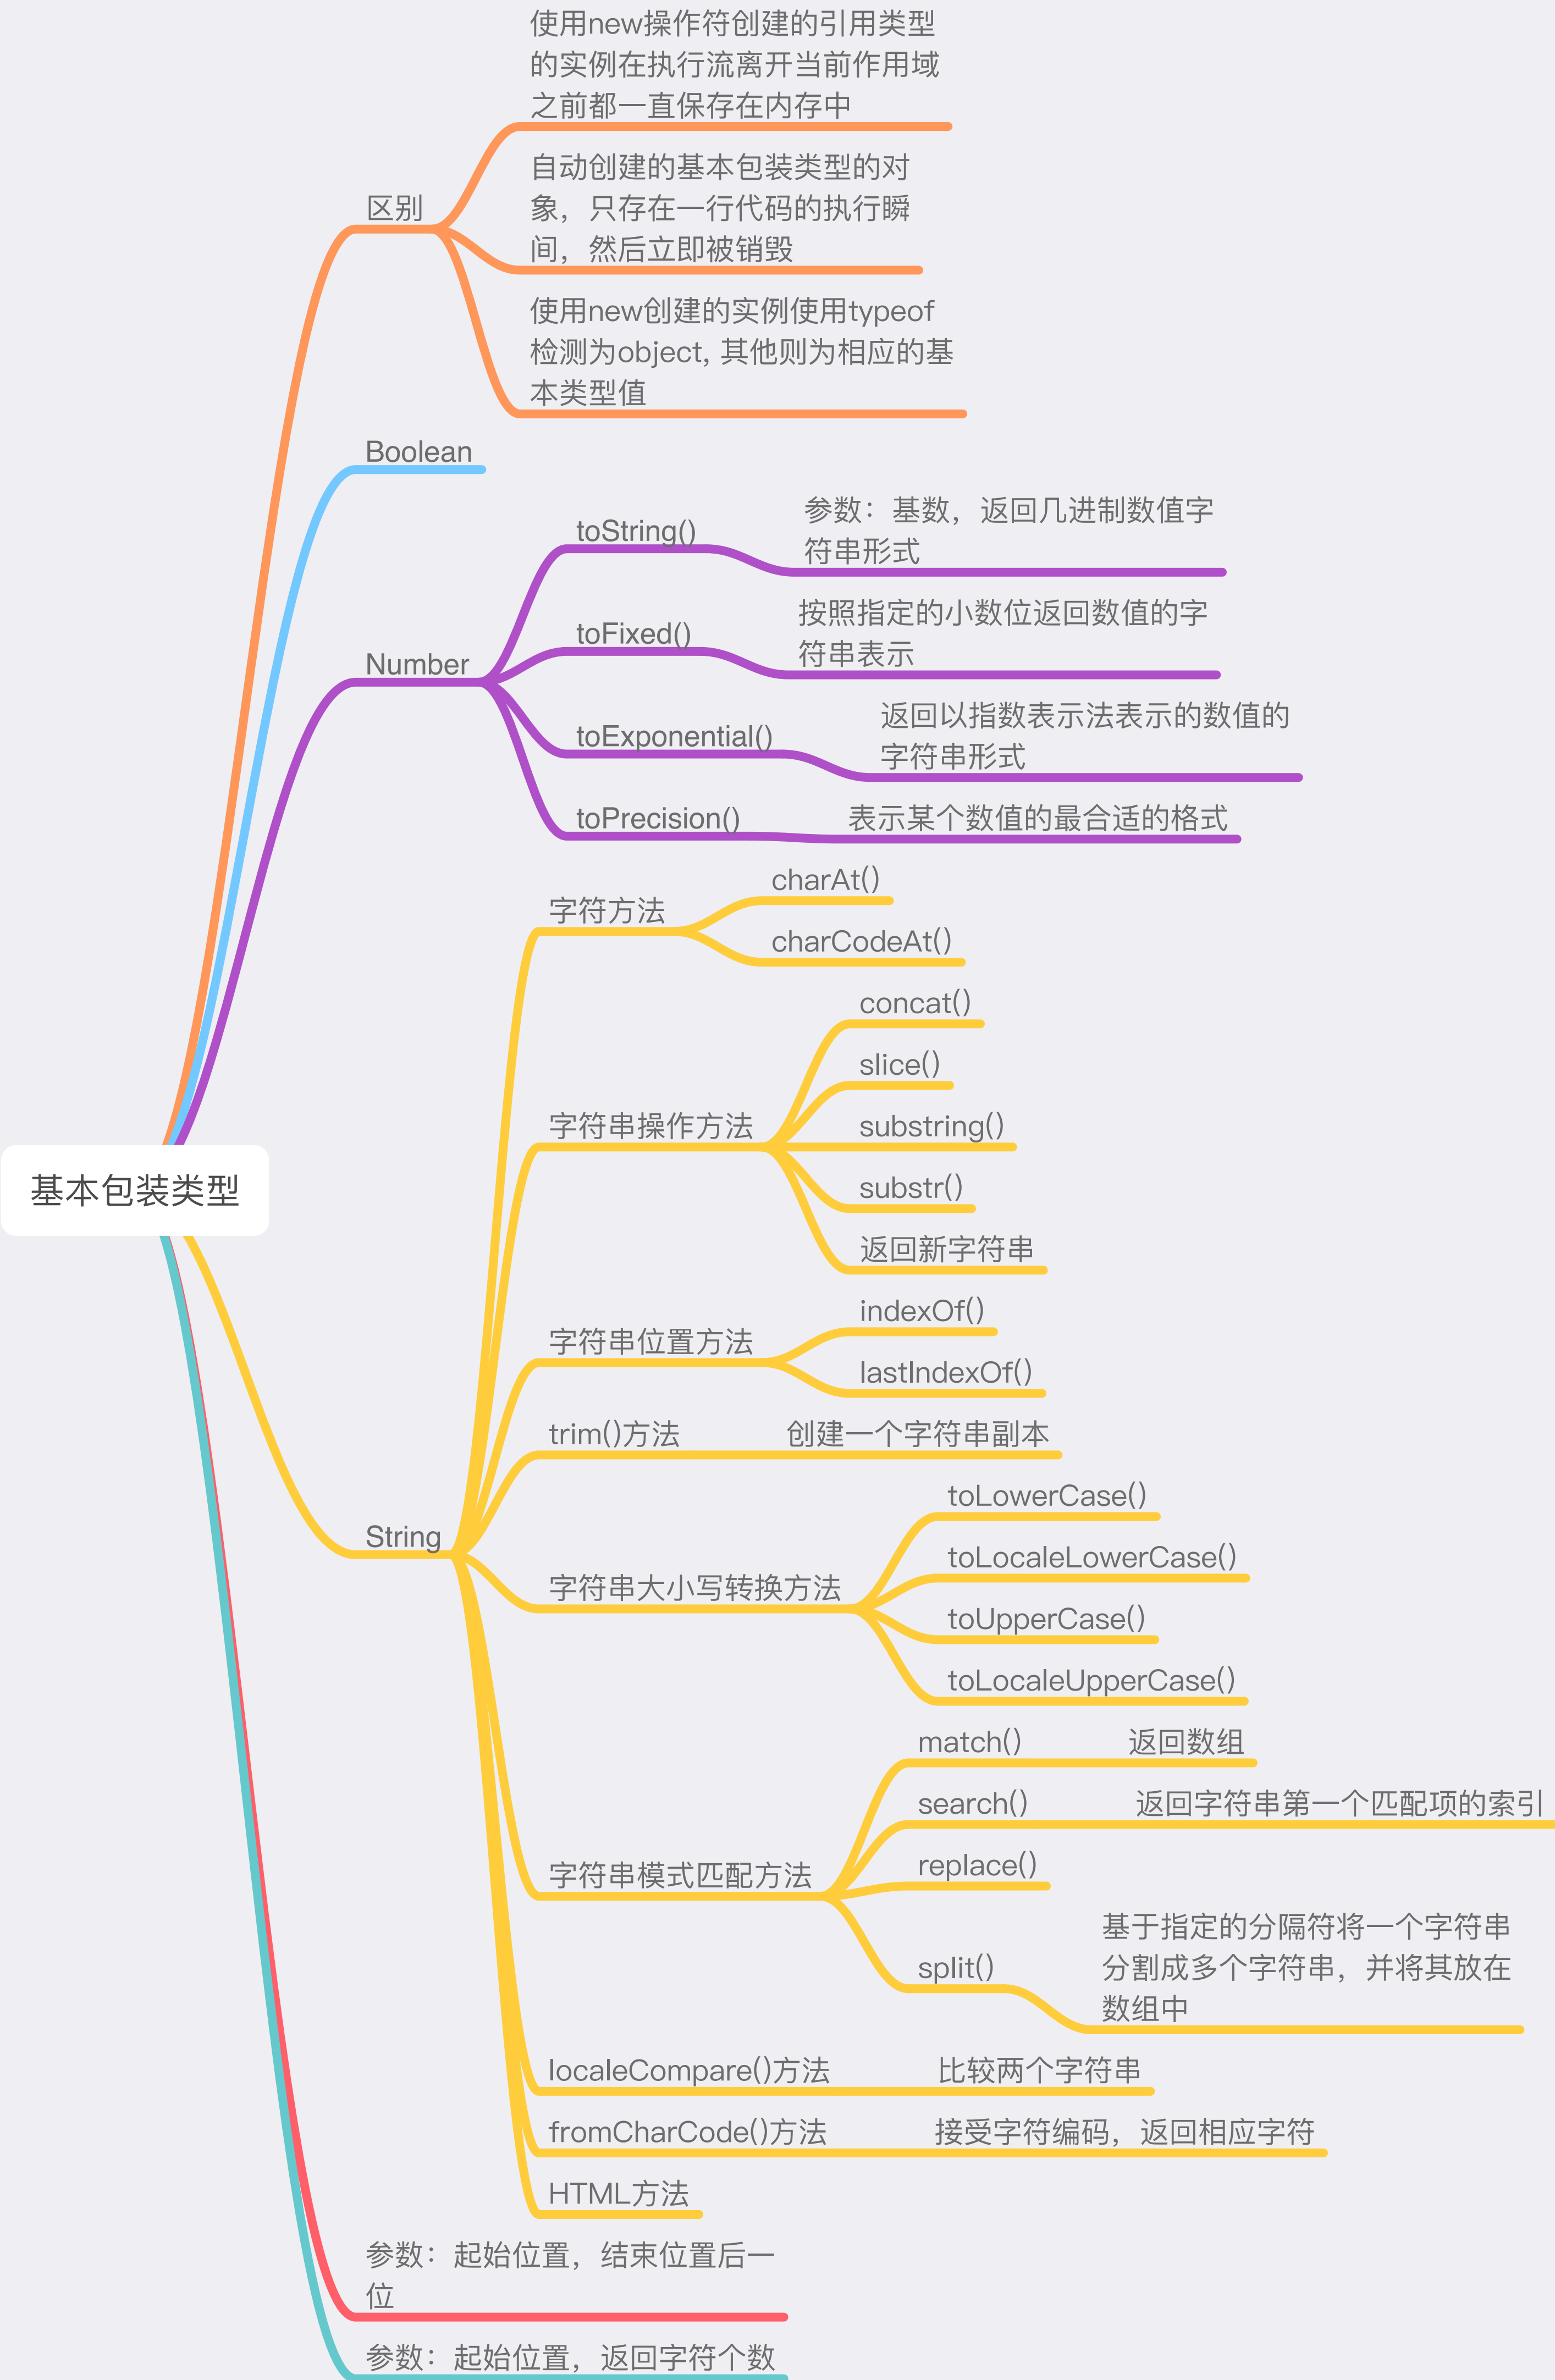 使用new操作符创建的引用类型
的实例在执行流离开当前作用域
之前都一直保存在内存中
自动创建的基本包装类型的对
象，只存在一行代码的执行瞬
间，然后立即被销毁
区别
使用new创建的实例使用typeof
检测为object, 其他则为相应的基
本类型值
Boolean
Number
toString()
参数：基数，返回几进制数值字
符串形式
toFixed()
按照指定的小数位返回数值的字
符串表示
toExponential()
返回以指数表示法表示的数值的
字符串形式
toPrecision()
表示某个数值的最合适的格式
基本包装类型
String
字符方法
charAt()
charCodeAt()
字符串操作方法
concat()
slice()
substring()
substr()
返回新字符串
字符串位置方法
indexOf()
lastIndexOf()
trim()方法
创建一个字符串副本
字符串大小写转换方法
toLowerCase()
toLocaleLowerCase()
toUpperCase()
toLocaleUpperCase()
字符串模式匹配方法
match()
返回数组
search()
返回字符串第一个匹配项的索引
replace()
split()
基于指定的分隔符将一个字符串
分割成多个字符串，并将其放在
数组中
localeCompare()方法
比较两个字符串
fromCharCode()方法
接受字符编码，返回相应字符
HTML方法
参数：起始位置，结束位置后一
位
参数：起始位置，返回字符个数